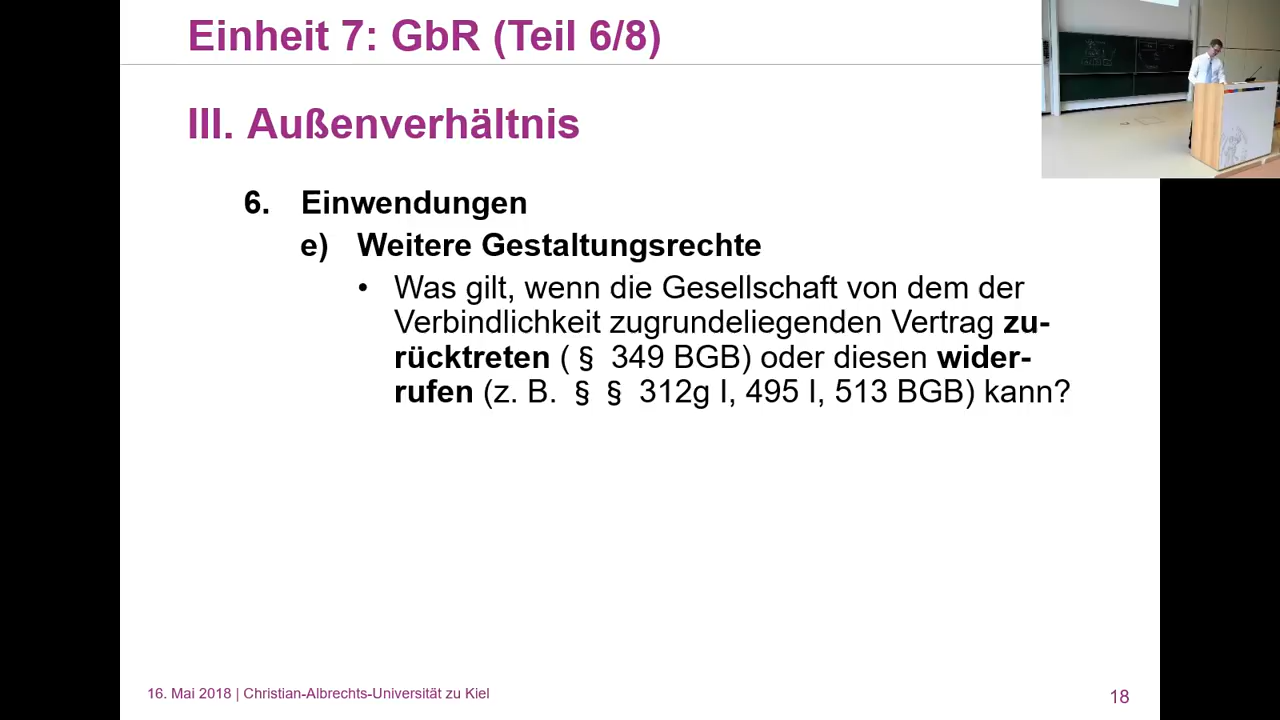 Einheit 7: GbR (Teil 6/8)
III. Außenverhältnis
6. Einwendungen
e) Weitere Gestaltungsrechte
• Was gilt, wenn die Gesellschaft von dem der
Verbindlichkeit zugrundeliegenden Vertrag zu-
rücktreten ( § 349 BGB) oder diesen wider-
rufen (z. B. § § 312g I, 495 I, 513 BGB) kann?
16. Mai 2018 | Christian-Albrechts-Universität zu Kiel
18